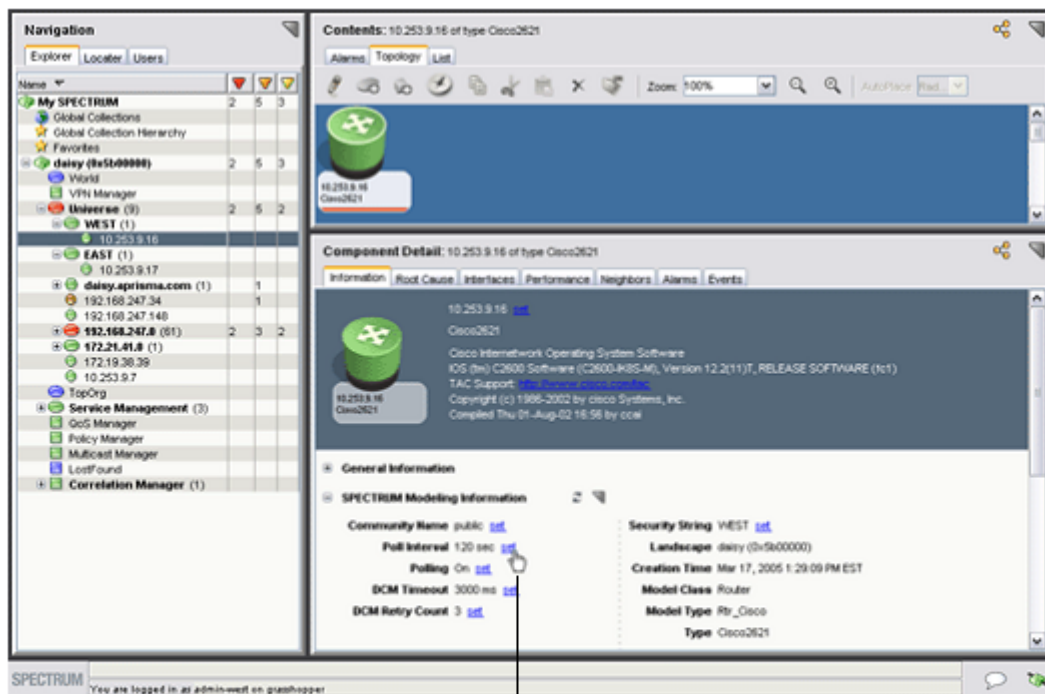 Navigation
Explorer Locater Users
Name
My SPECTRUM 2 5 3
Global Collections
Global Collection Hierarchy
Favorites
daisy (0x5b00000) 2 5 3
World
VPN Manager
Universe (9) 2 5 2
WEST (1)
10.253.9.16
EAST (1)
10.253.9.17
daisy.aprisma.com (1) 1
192.168.247.34 1
192.168.247.148
192.168.247.0 (61) 2 3 2
172.21.41.0 (1)
172.19.38.39
10.253.9.7
TopOrg
Service Management (3)
QoS Manager
Policy Manager
Multicast Manager
LostFound
Correlation Manager (1)
Contents: 10.253.9.16 of type Cisco2621
Alarms Topology List
Zoom: 100% AutoPlace Rad...
10.253.9.16
Cisco2621
Component Detail: 10.253.9.16 of type Cisco2621
Information Root Cause Interfaces Performance Neighbors Alarms Events
10.253.9.16 set
Cisco2621
Cisco Internetwork Operating System Software
IOS (tm) C2600 Software (C2600-IK8S-M), Version 12.2(11)T, RELEASE SOFTWARE (fc1)
TAC Support: http://www.cisco.com/tac
Copyright (c) 1986-2002 by cisco Systems, Inc.
Compiled Thu 01-Aug-02 16:56 by ccai
10.253.9.16
Cisco2621
General Information
SPECTRUM Modeling Information
Community Name public set
Poll Interval 120 sec set
Polling On set
DCM Timeout 3000 ms set
DCM Retry Count 3 set
Security String WEST set
Landscape daisy (0x5b00000)
Creation Time Mar 17, 2005 1:29:09 PM EST
Model Class Router
Model Type Rtr_Cisco
Type Cisco2621
SPECTRUM
You are logged in as admin-west on grasshopper